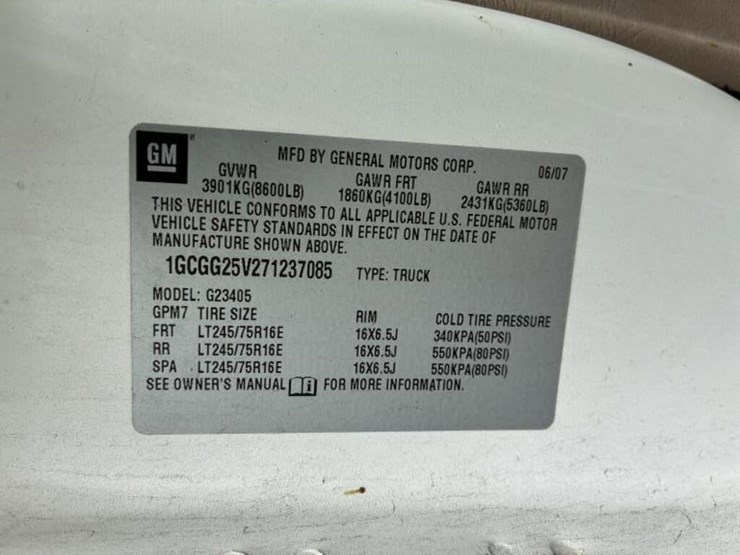 GM
MFD BY GENERAL MOTORS CORP. 06/07
GVWR GAWR FRT GAWR RR
3901KG(8600LB) 1860KG(4100LB) 2431KG(5360LB)
THIS VEHICLE CONFORMS TO ALL APPLICABLE U.S. FEDERAL MOTOR
VEHICLE SAFETY STANDARDS IN EFFECT ON THE DATE OF
MANUFACTURE SHOWN ABOVE.
1GCGG25V271237085 TYPE: TRUCK
MODEL: G23405
GPM7 TIRE SIZE RIM COLD TIRE PRESSURE
FRT LT245/75R16E 16X6.5J 340KPA(50PSI)
RR LT245/75R16E 16X6.5J 550KPA(80PSI)
SPA LT245/75R16E 16X6.5J 550KPA(80PSI)
SEE OWNER'S MANUAL i FOR MORE INFORMATION.